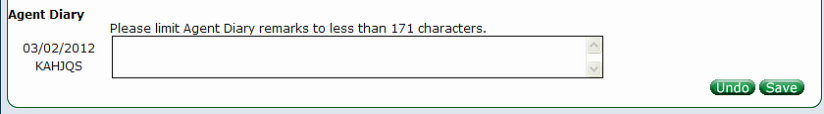 Agent Diary
Please limit Agent Diary remarks to less than 171 characters.
03/02/2012
KAHJQS
Undo Save